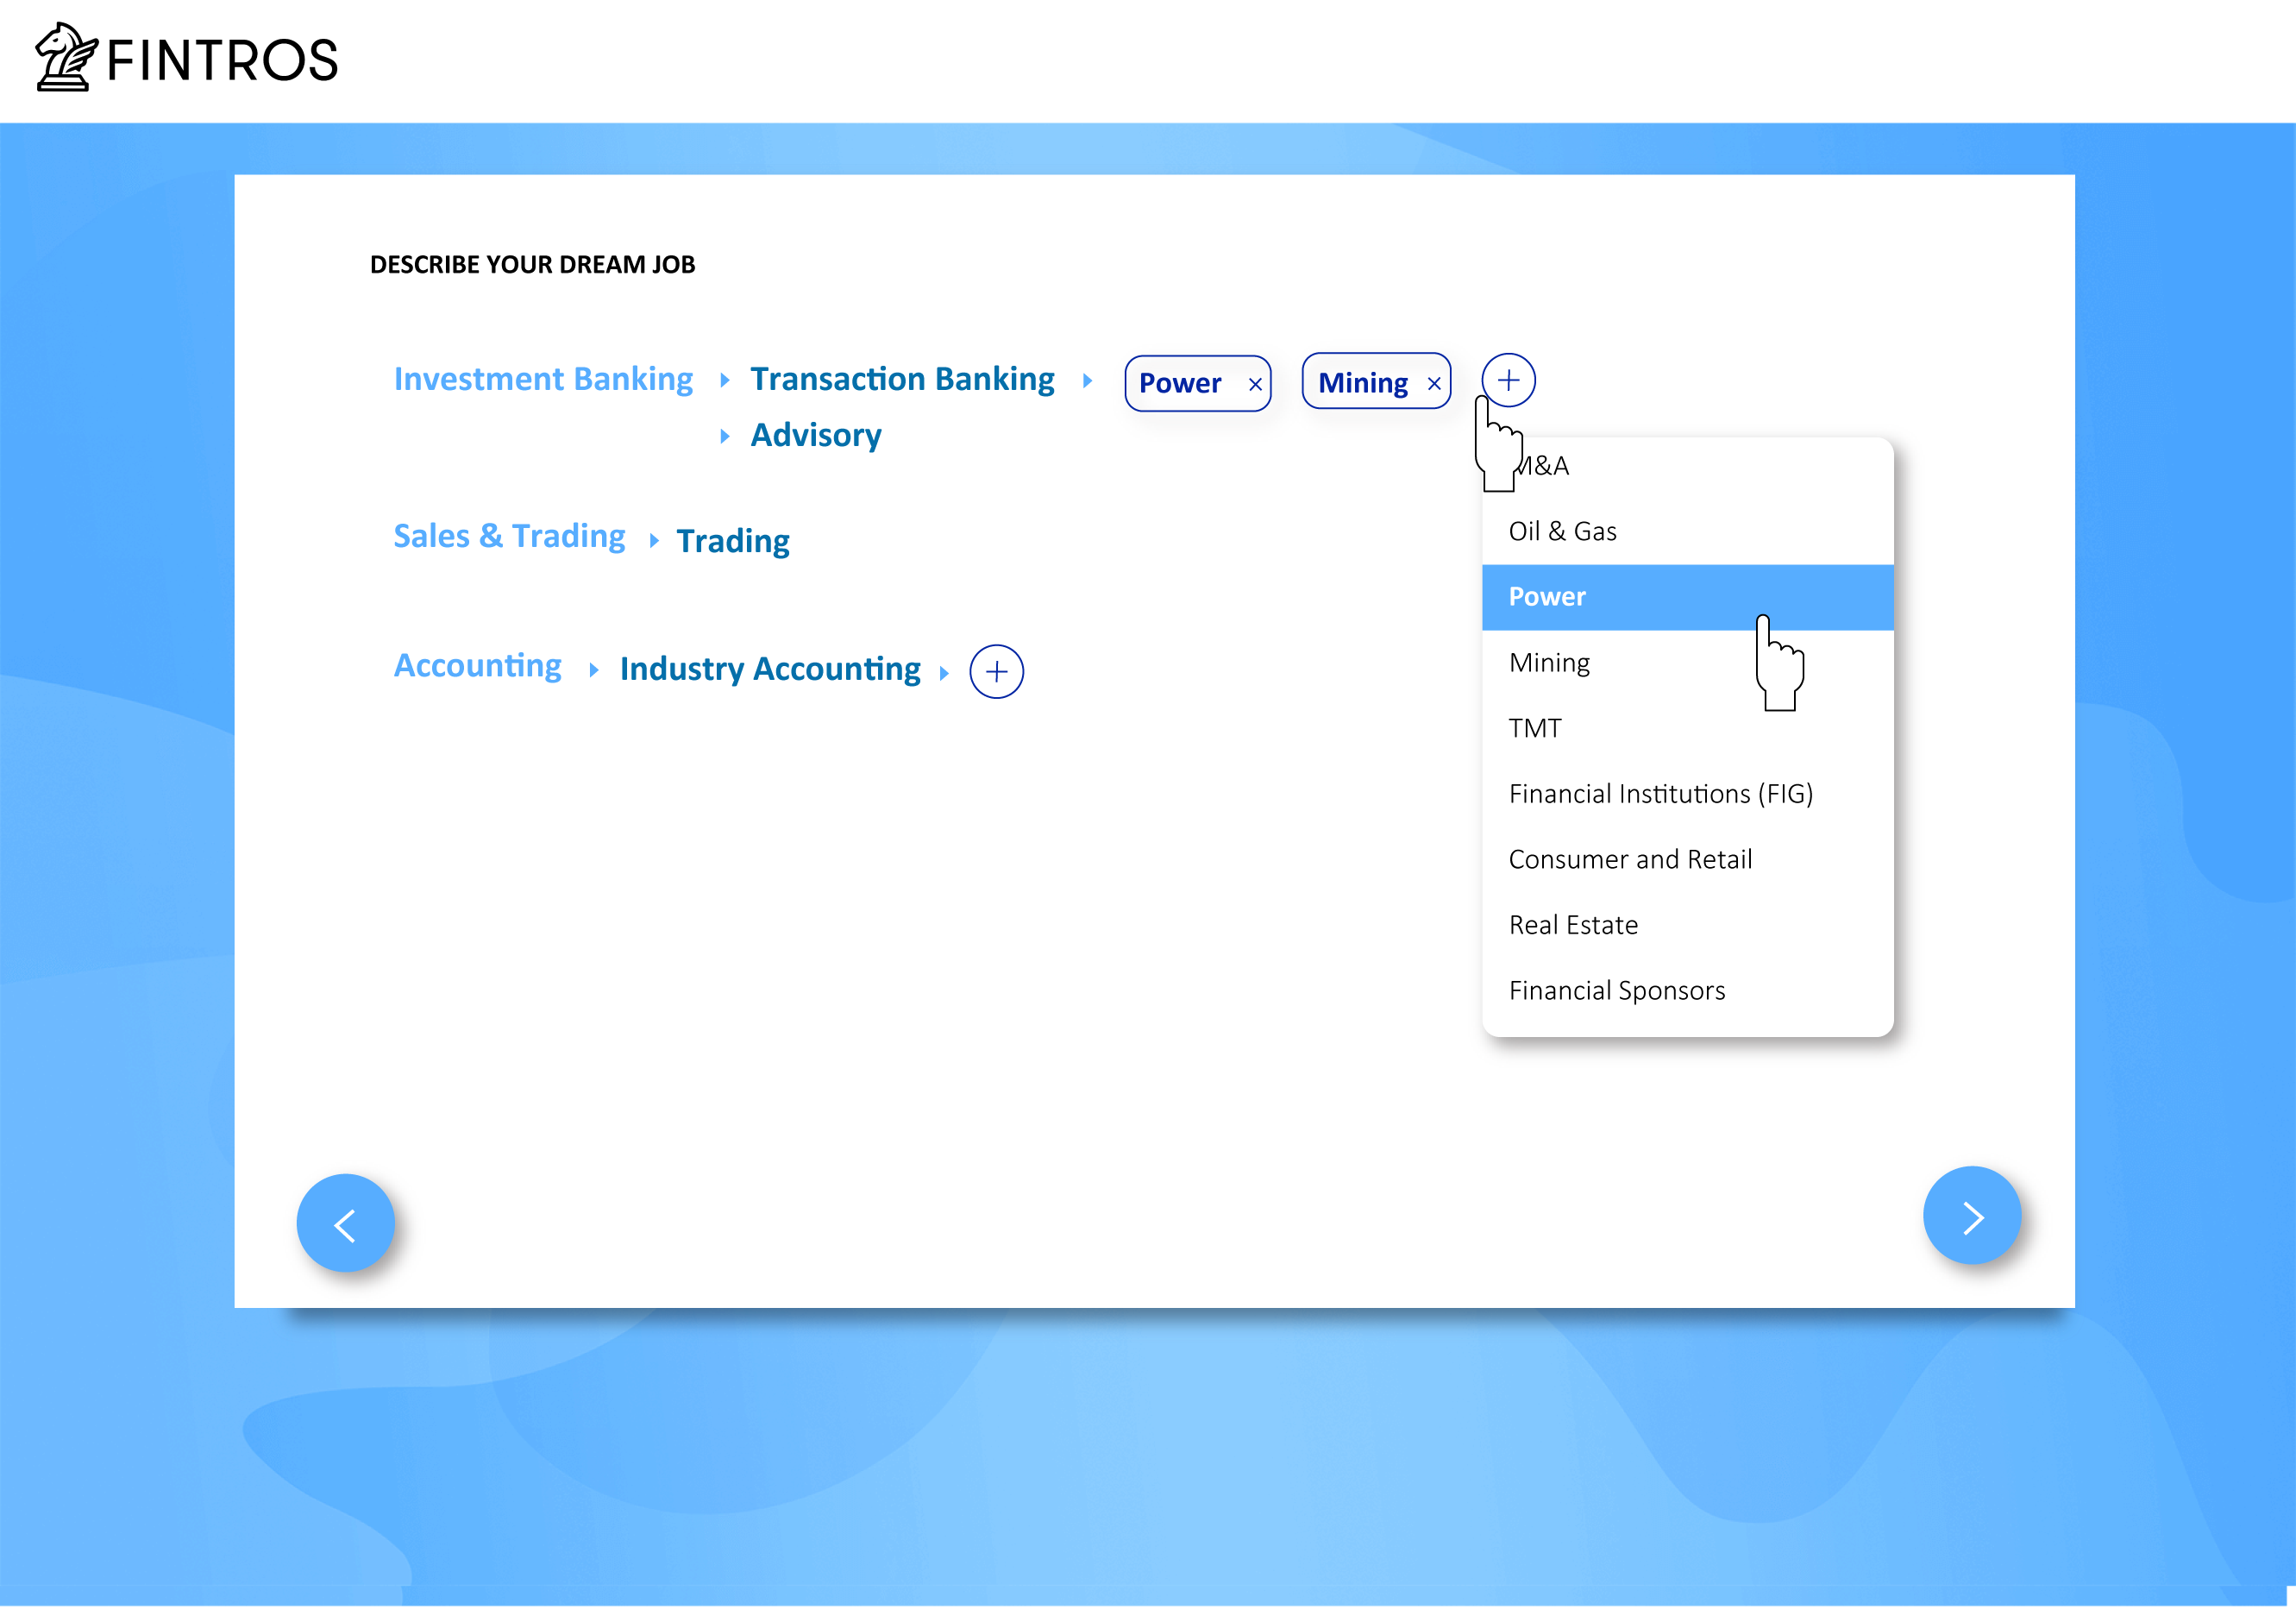 FINTROS
DESCRIBE YOUR DREAM JOB
Investment Banking Transaction Banking Power × Mining × +
Advisory
M&A
Oil & Gas
Sales & Trading Trading
Power
Accounting Industry Accounting +
Mining
TMT
Financial Institutions (FIG)
Consumer and Retail
Real Estate
Financial Sponsors